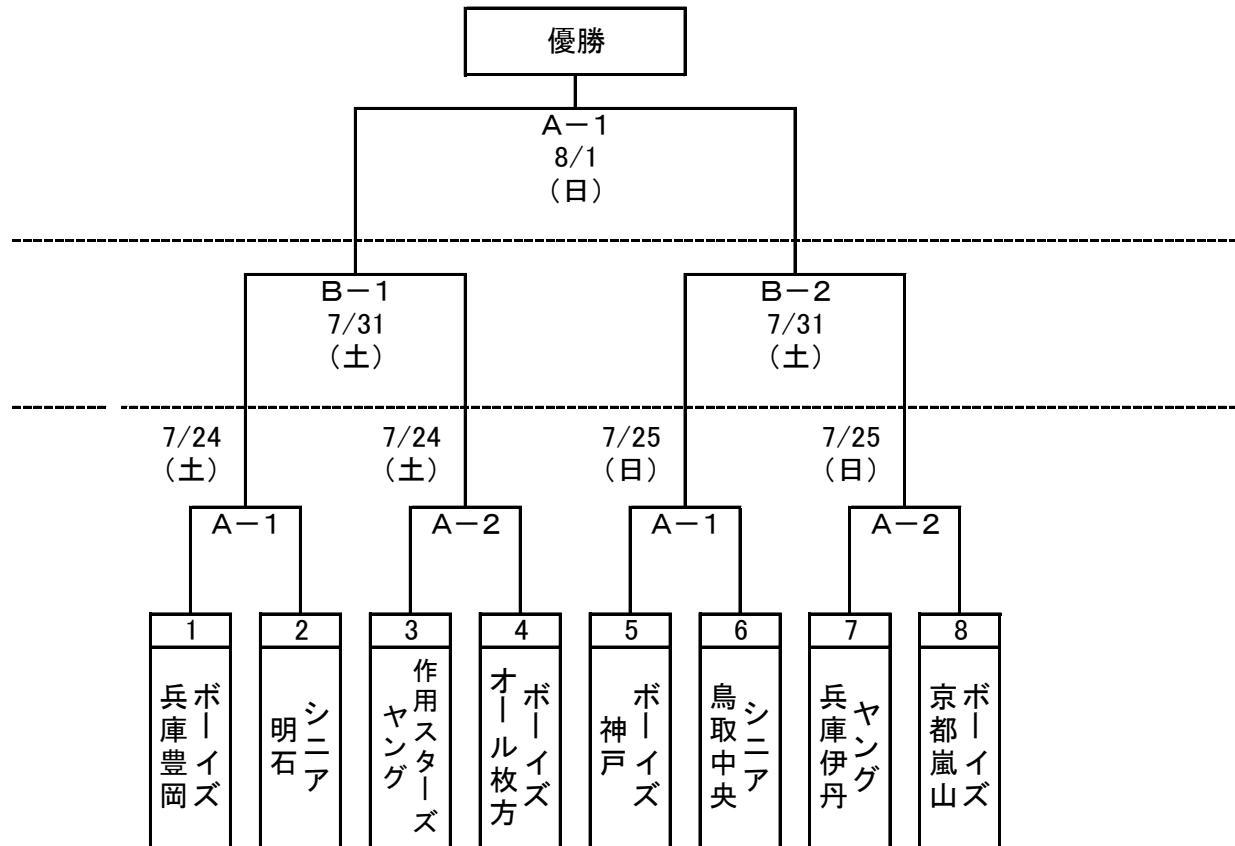 優勝
A-1
8/1
(日)
B-1
7/31
(土)
B-2
7/31
(土)
7/24
(土)
7/24
(土)
7/25
(日)
7/25
(日)
A-1
A-2
A-1
A-2
1
2
3
4
5
6
7
8
ボーイズ
兵庫豊岡
シニア
明石
作用スターズ
ヤング
ボーイズ
オール枚方
ボーイズ
神戸
シニア
鳥取中央
ヤング
兵庫伊丹
ボーイズ
京都嵐山